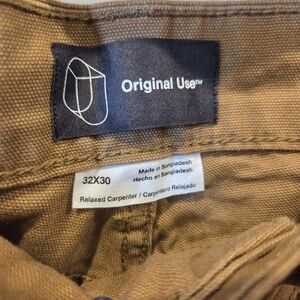 Original Use™
32X30
Made in Bangladesh
Hecho en Bangladesh
Relaxed Carpenter / Carpintero Relajado